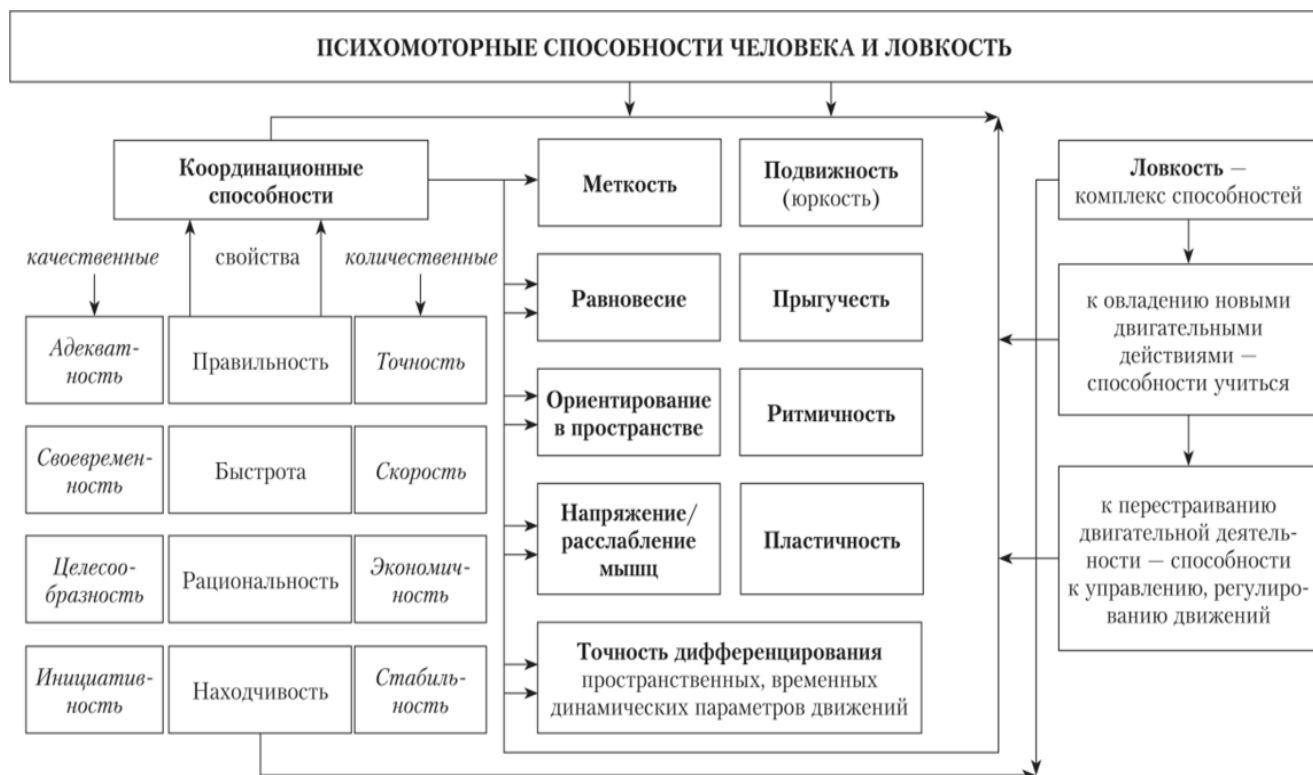 ПСИХОМОТОРНЫЕ СПОСОБНОСТИ ЧЕЛОВЕКА И ЛОВКОСТЬ
Координационные
способности
качественные
свойства
количественные
Адекват-
ность
Правильность
Точность
Своевремен-
ность
Быстрота
Скорость
Целесоо-
бразность
Рациональность
Экономич-
ность
Инициатив-
ность
Находчивость
Стабиль-
ность
Меткость
Подвижность
(юркость)
Равновесие
Прыгучесть
Ориентирование
в пространстве
Ритмичность
Напряжение/
расслабление
мышц
Пластичность
Точность дифференцирования
пространственных, временных
динамических параметров движений
Ловкость —
комплекс способностей
к овладению новыми
двигательными
действиями —
способности учиться
к перестраиванию
двигательной деятель-
ности — способности
к управлению, регулиро-
ванию движений